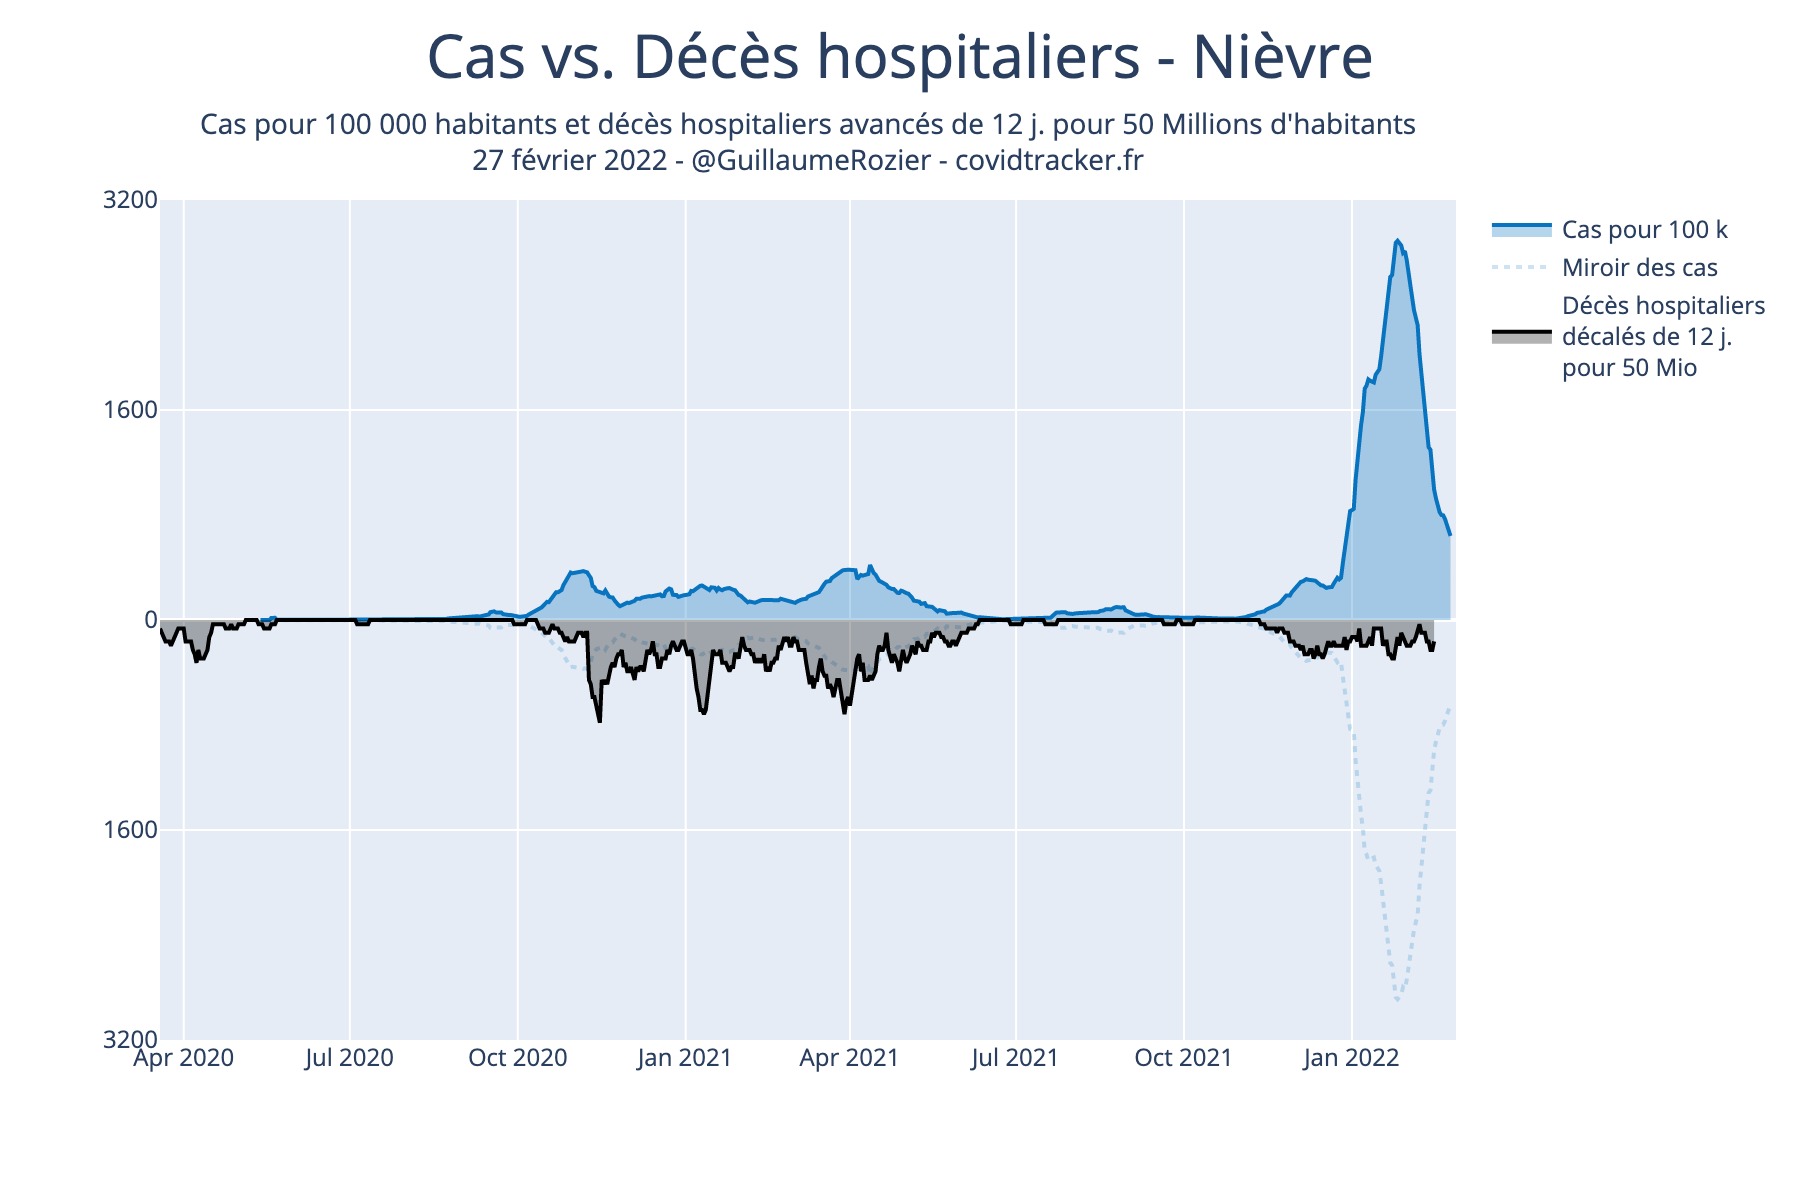 Cas vs. Décès hospitaliers - Nièvre
Cas pour 100 000 habitants et décès hospitaliers avancés de 12 j. pour 50 Millions d'habitants
27 février 2022 - @GuillaumeRozier - covidtracker.fr
3200
1600
0
1600
3200
Apr 2020
Jul 2020
Oct 2020
Jan 2021
Apr 2021
Jul 2021
Oct 2021
Jan 2022
Cas pour 100 k
Miroir des cas
Décès hospitaliers
décalés de 12 j.
pour 50 Mio